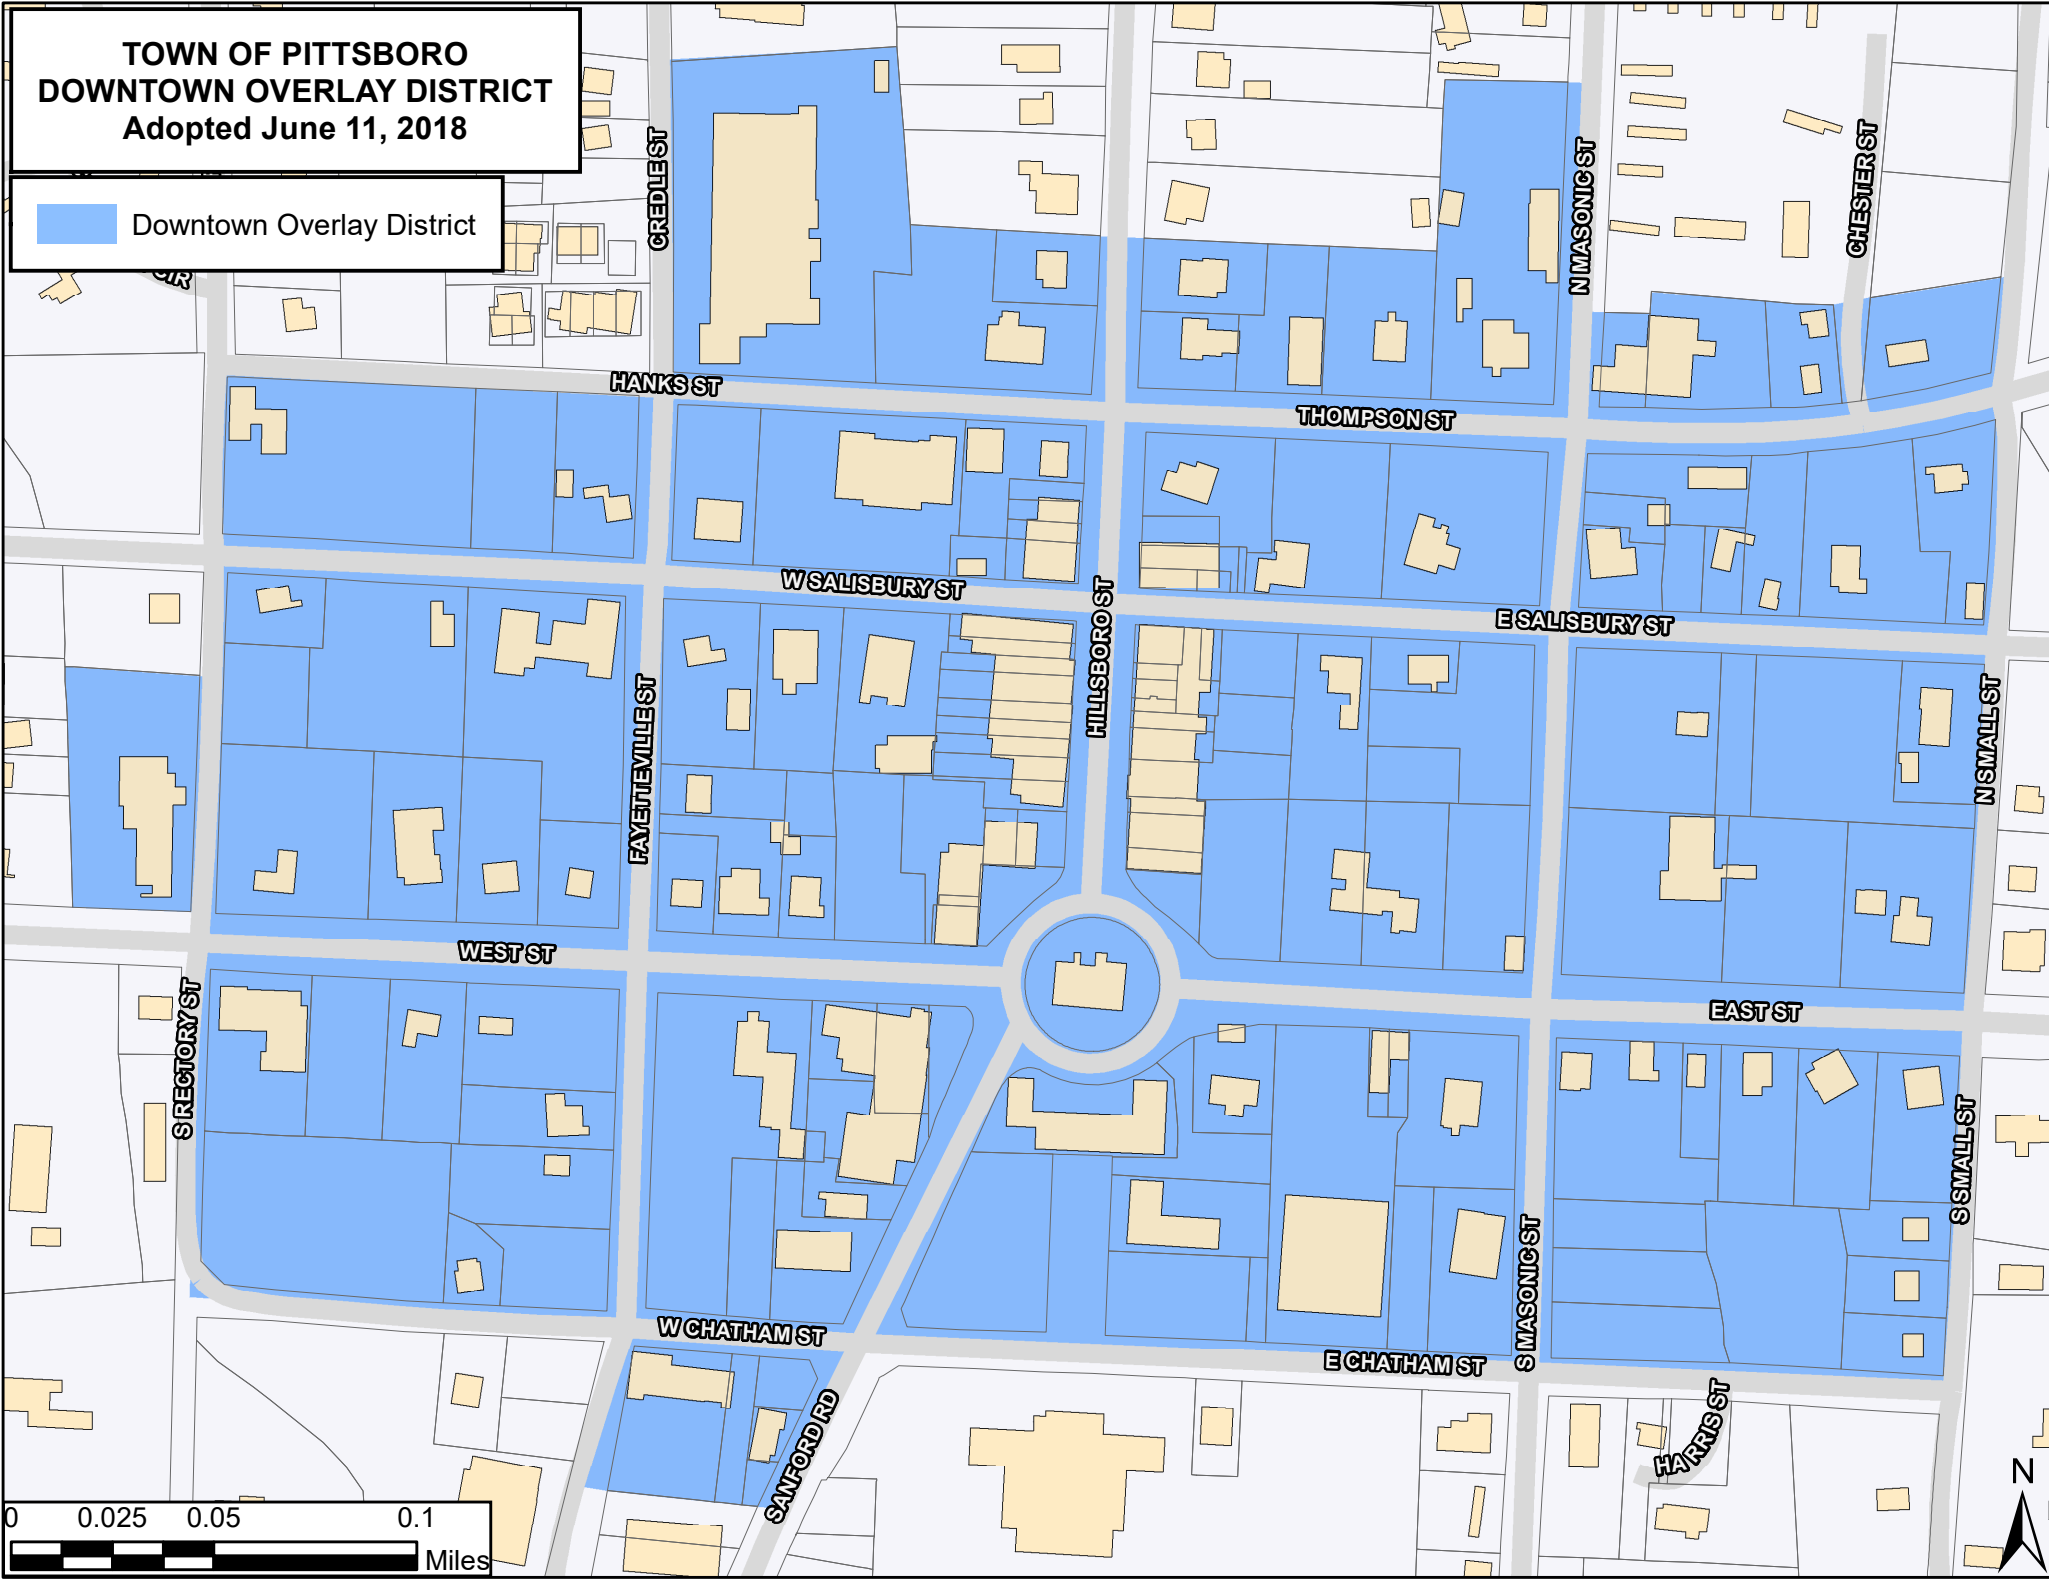 TOWN OF PITTSBORO
DOWNTOWN OVERLAY DISTRICT
Adopted June 11, 2018
Downtown Overlay District
CIR
CREDLE ST
N MASONIC ST
CHESTER ST
HANKS ST
THOMPSON ST
W SALISBURY ST
E SALISBURY ST
HILLSBORO ST
FAYETTEVILLE ST
N SMALL ST
WEST ST
EAST ST
S RECTORY ST
S SMALL ST
S MASONIC ST
W CHATHAM ST
E CHATHAM ST
SANFORD RD
HARRIS ST
N
0 0.025 0.05 0.1
Miles